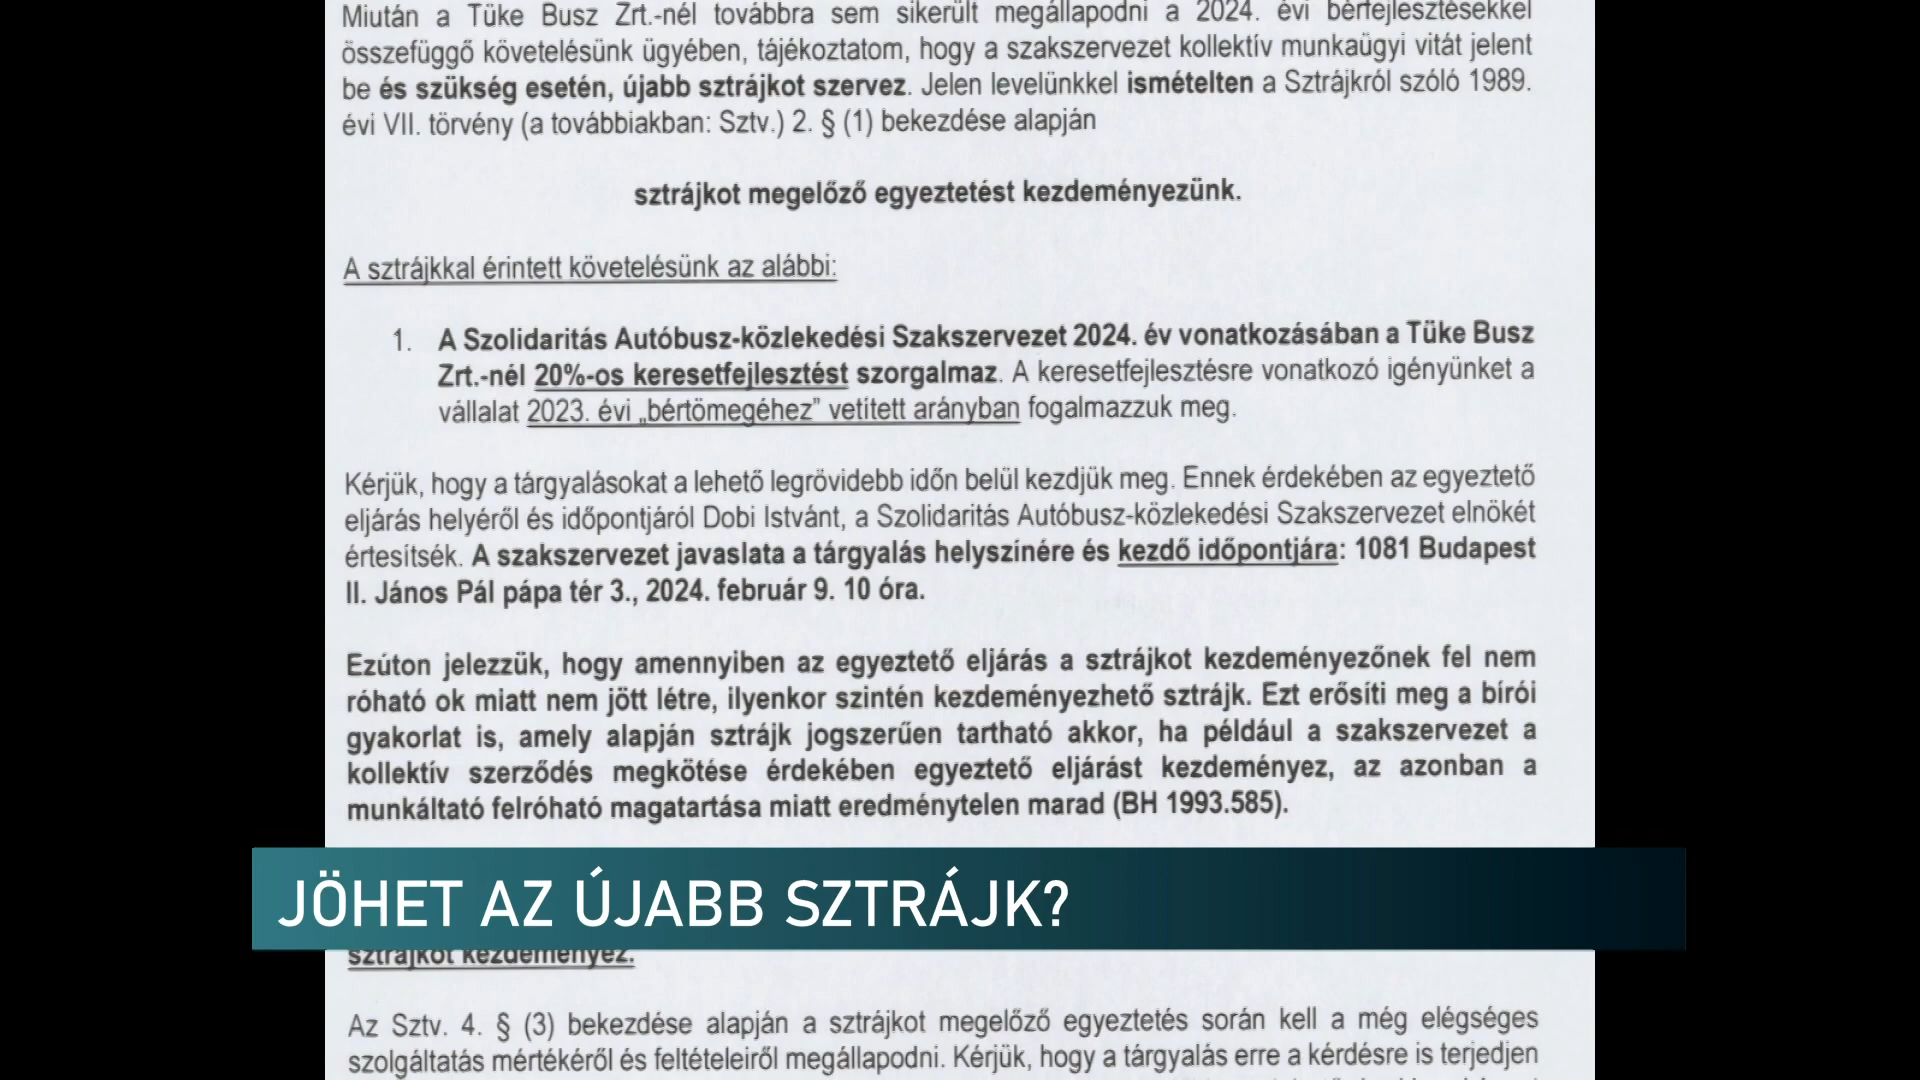 Miután a Tüke Busz Zrt.-nél továbbra sem sikerült megállapodni a 2024. évi bérfejlesztésekkel
összefüggő követelésünk ügyében, tájékoztatom, hogy a szakszervezet kollektív munkaügyi vitát jelent
be és szükség esetén, újabb sztrájkot szervez. Jelen levelünkkel ismételten a Sztrájkról szóló 1989.
évi VII. törvény (a továbbiakban: Sztv.) 2. § (1) bekezdése alapján
sztrájkot megelőző egyeztetést kezdeményezünk.
A sztrájkkal érintett követelésünk az alábbi:
1. A Szolidaritás Autóbusz-közlekedési Szakszervezet 2024. év vonatkozásában a Tüke Busz
Zrt.-nél 20%-os keresetfejlesztést szorgalmaz. A keresetfejlesztésre vonatkozó igényünket a
vállalat 2023. évi „bértömegéhez” vetített arányban fogalmazzuk meg.
Kérjük, hogy a tárgyalásokat a lehető legrövidebb időn belül kezdjük meg. Ennek érdekében az egyeztető
eljárás helyéről és időpontjáról Dobi Istvánt, a Szolidaritás Autóbusz-közlekedési Szakszervezet elnökét
értesítsék. A szakszervezet javaslata a tárgyalás helyszínére és kezdő időpontjára: 1081 Budapest
II. János Pál pápa tér 3., 2024. február 9. 10 óra.
Ezúton jelezzük, hogy amennyiben az egyeztető eljárás a sztrájkot kezdeményezőnek fel nem
róható ok miatt nem jött létre, ilyenkor szintén kezdeményezhető sztrájk. Ezt erősíti meg a bírói
gyakorlat is, amely alapján sztrájk jogszerűen tartható akkor, ha például a szakszervezet a
kollektív szerződés megkötése érdekében egyeztető eljárást kezdeményez, az azonban a
munkáltató felróható magatartása miatt eredménytelen marad (BH 1993.585).
JÖHET AZ ÚJABB SZTRÁJK?
sztrájkot kezdeményez.
Az Sztv. 4. § (3) bekezdése alapján a sztrájkot megelőző egyeztetés során kell a még elégséges
szolgáltatás mértékéről és feltételeiről megállapodni. Kérjük, hogy a tárgyalás erre a kérdésre is terjedjen